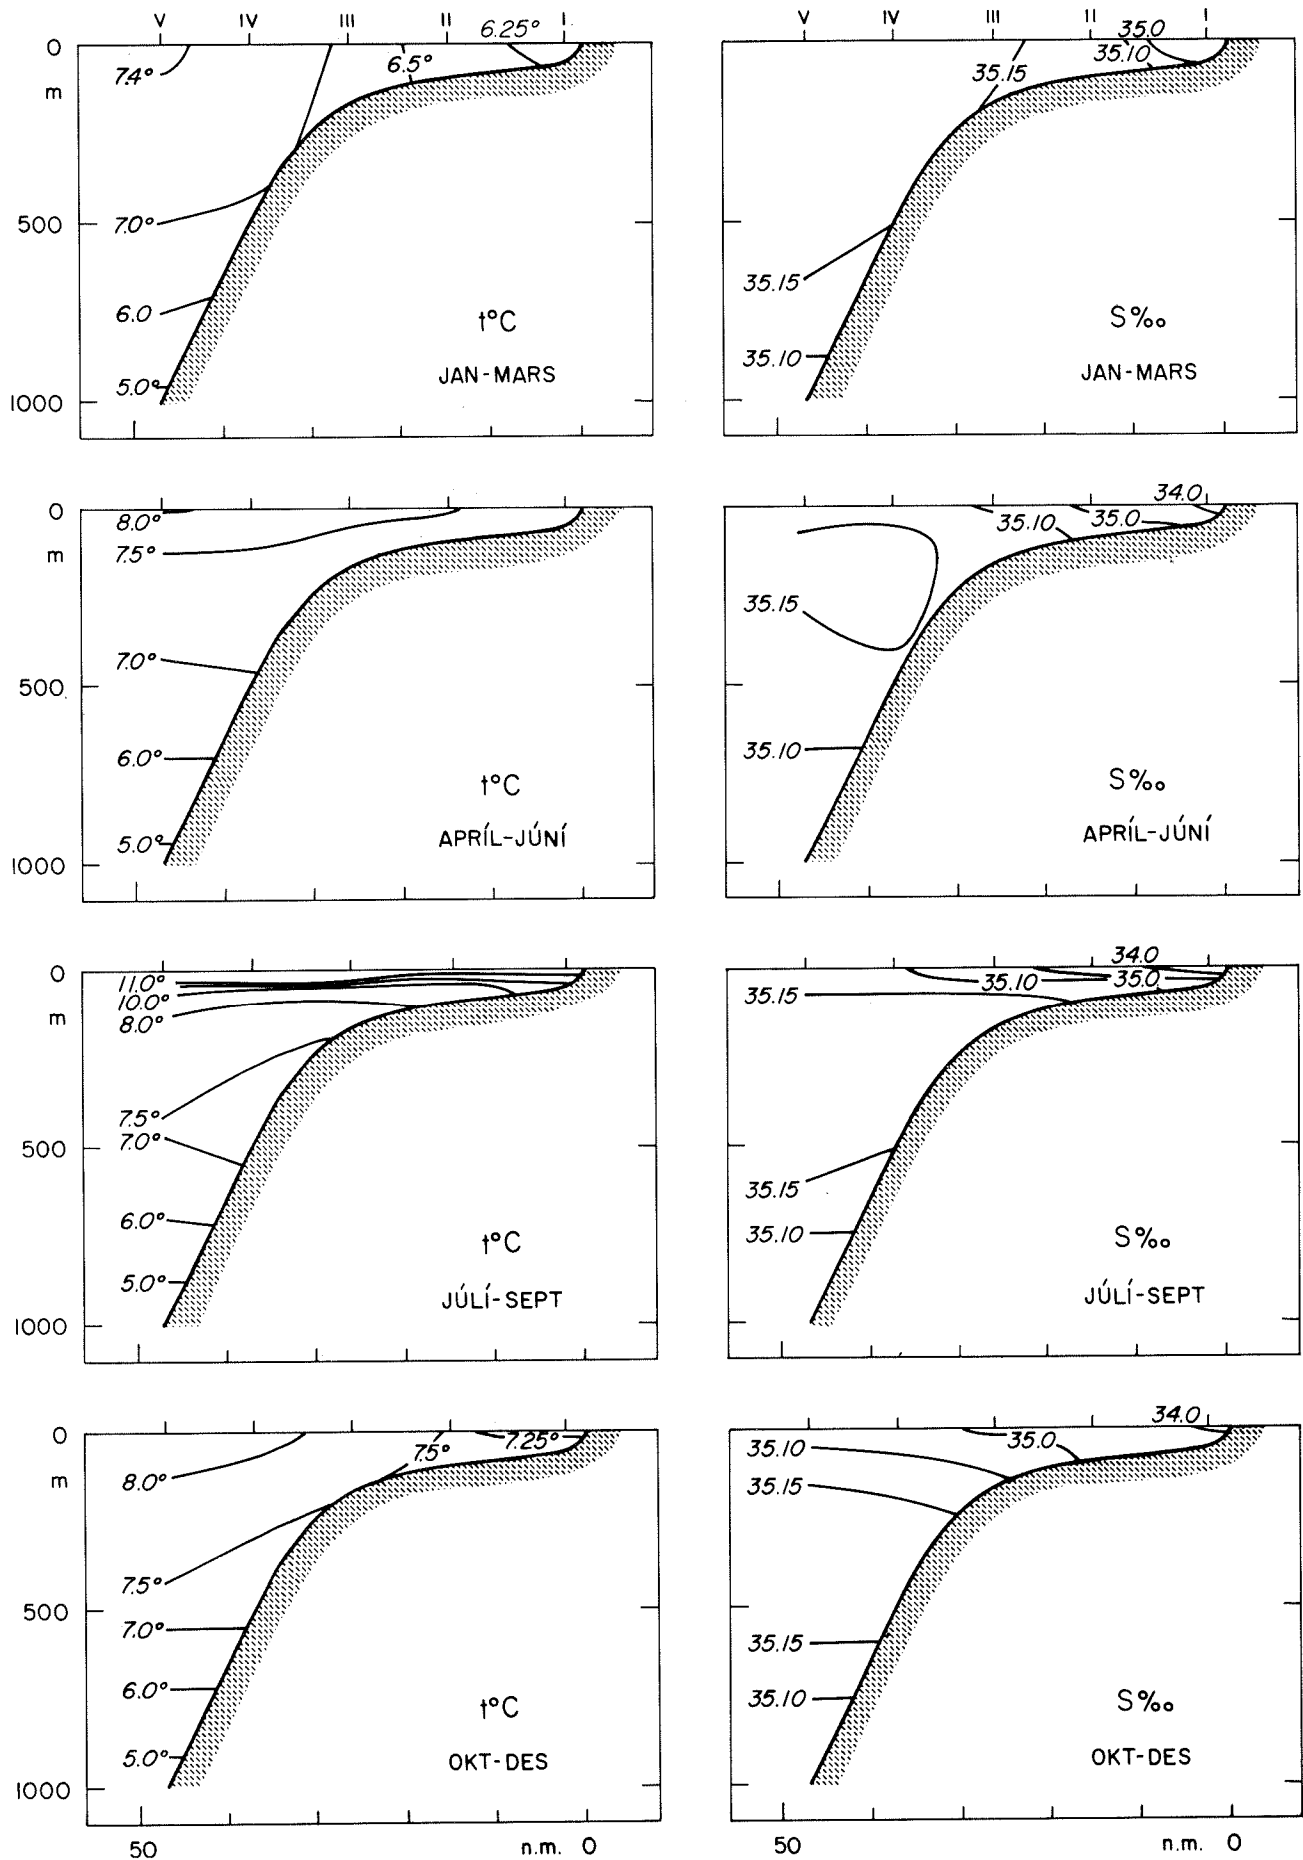 V IV III II I
6.25°
0
7.4°
6.5°
m
7.0°
500
6.0
t°C
5.0°
JAN-MARS
1000
V IV III II I
35.0
35.10
35.15
35.15
S‰
35.10
JAN-MARS
0
8.0°
7.5°
m
7.0°
500
6.0°
t°C
5.0°
APRÍL-JÚNÍ
1000
34.0
35.10
35.0
35.15
35.10
S‰
APRÍL-JÚNÍ
0
11.0°
10.0°
m
8.0°
7.5°
7.0°
500
6.0°
t°C
5.0°
JÚLÍ-SEPT
1000
34.0
35.10
35.0
35.15
35.15
35.10
S‰
JÚLÍ-SEPT
0
7.25°
7.5°
8.0°
m
7.5°
500
7.0°
6.0°
t°C
5.0°
OKT-DES
1000
50 n.m. 0
34.0
35.10
35.0
35.15
35.15
35.10
S‰
OKT-DES
50 n.m. 0